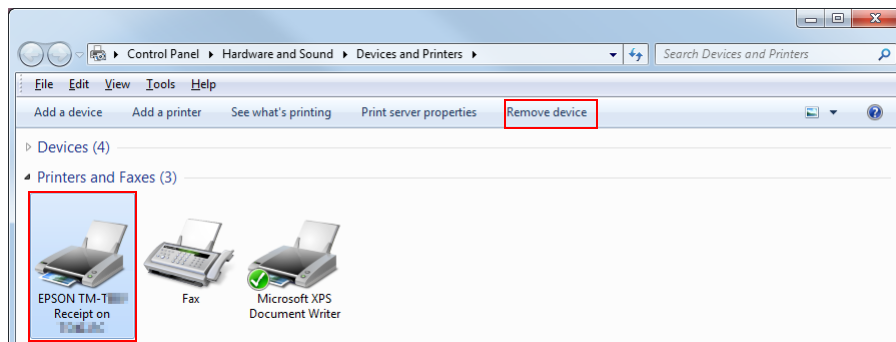 Control Panel ▸ Hardware and Sound ▸ Devices and Printers ▸ Search Devices and Printers
File Edit View Tools Help
Add a device Add a printer See what's printing Print server properties Remove device
Devices (4)
Printers and Faxes (3)
EPSON TM-T
Receipt on
Fax
Microsoft XPS
Document Writer